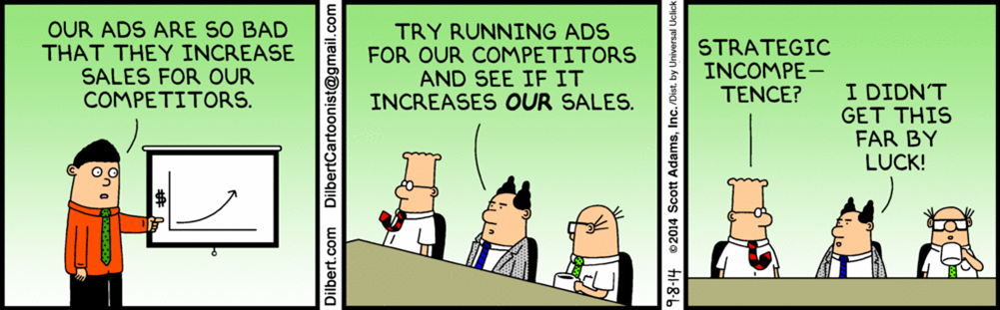 OUR ADS ARE SO BAD
THAT THEY INCREASE
SALES FOR OUR
COMPETITORS.
$
Dilbert.com DilbertCartoonist@gmail.com
TRY RUNNING ADS
FOR OUR COMPETITORS
AND SEE IF IT
INCREASES OUR SALES.
9-8-14 ©2014 Scott Adams, Inc. /Dist. by Universal Uclick
STRATEGIC
INCOMPE-
TENCE?
I DIDN'T
GET THIS
FAR BY
LUCK!